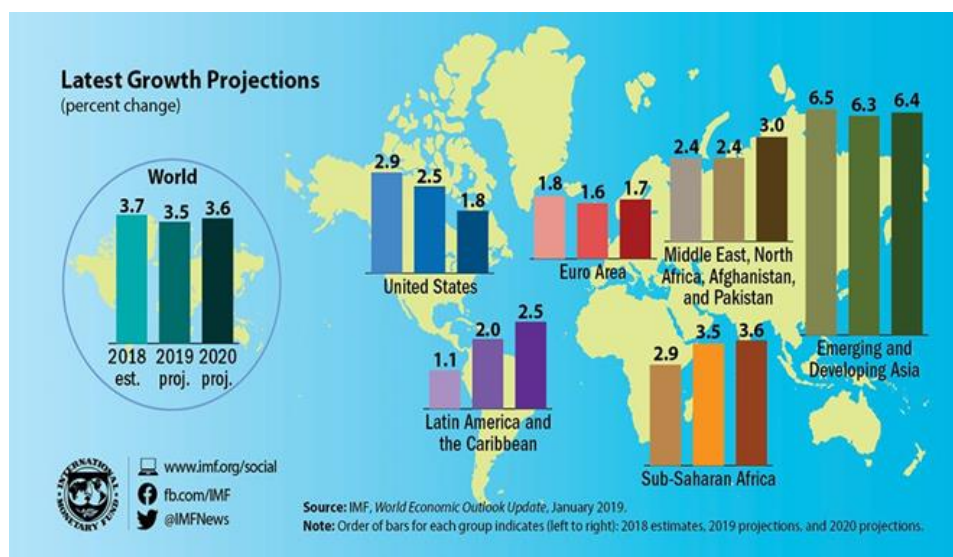 Latest Growth Projections
(percent change)
World
3.7 3.5 3.6
2018 2019 2020
est. proj. proj.
2.9 2.5 1.8
United States
1.8 1.6 1.7
Euro Area
2.4 2.4 3.0
Middle East, North
Africa, Afghanistan,
and Pakistan
6.5 6.3 6.4
Emerging and
Developing Asia
1.1 2.0 2.5
Latin America and
the Caribbean
2.9 3.5 3.6
Sub-Saharan Africa
INTERNATIONAL MONETARY FUND
www.imf.org/social
fb.com/IMF
@IMFNews
Source: IMF, World Economic Outlook Update, January 2019.
Note: Order of bars for each group indicates (left to right): 2018 estimates, 2019 projections, and 2020 projections.